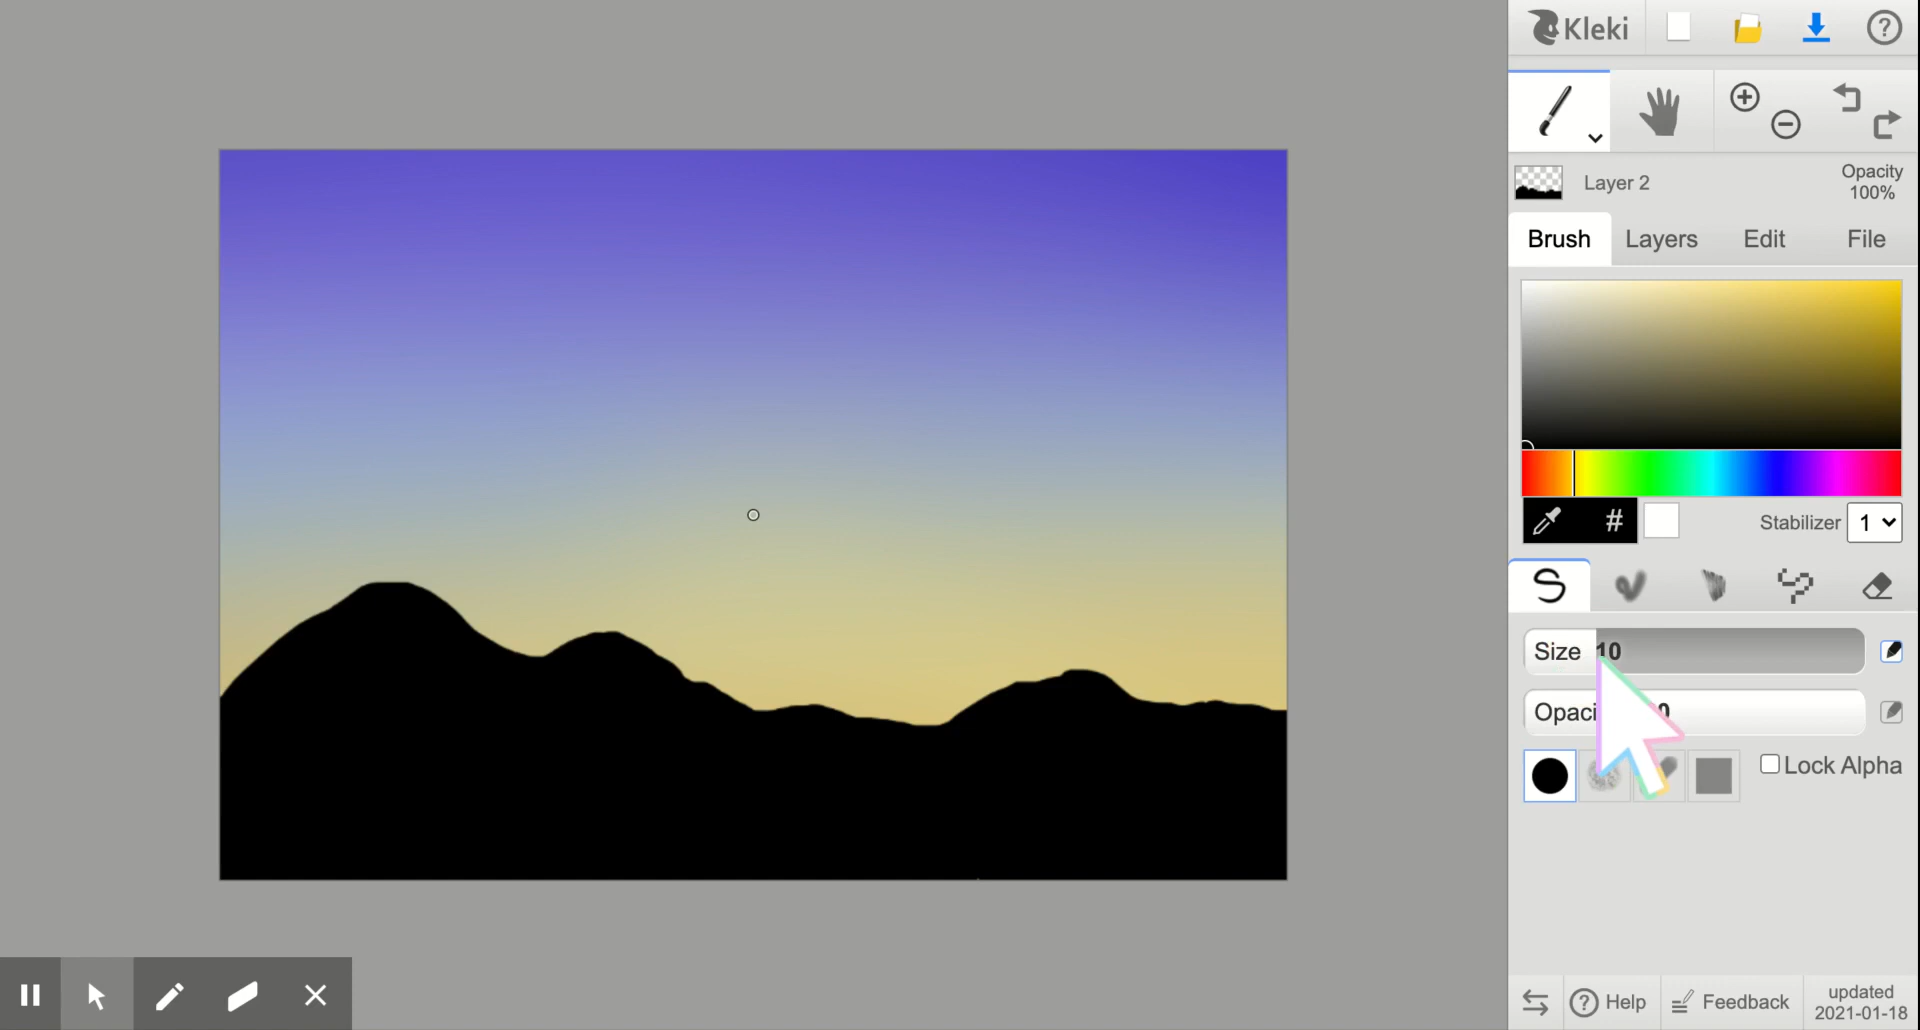 Kleki
Layer 2
Opacity
100%
Brush Layers Edit File
# Stabilizer 1
Size 10
Lock Alpha
Help Feedback
updated
2021-01-18